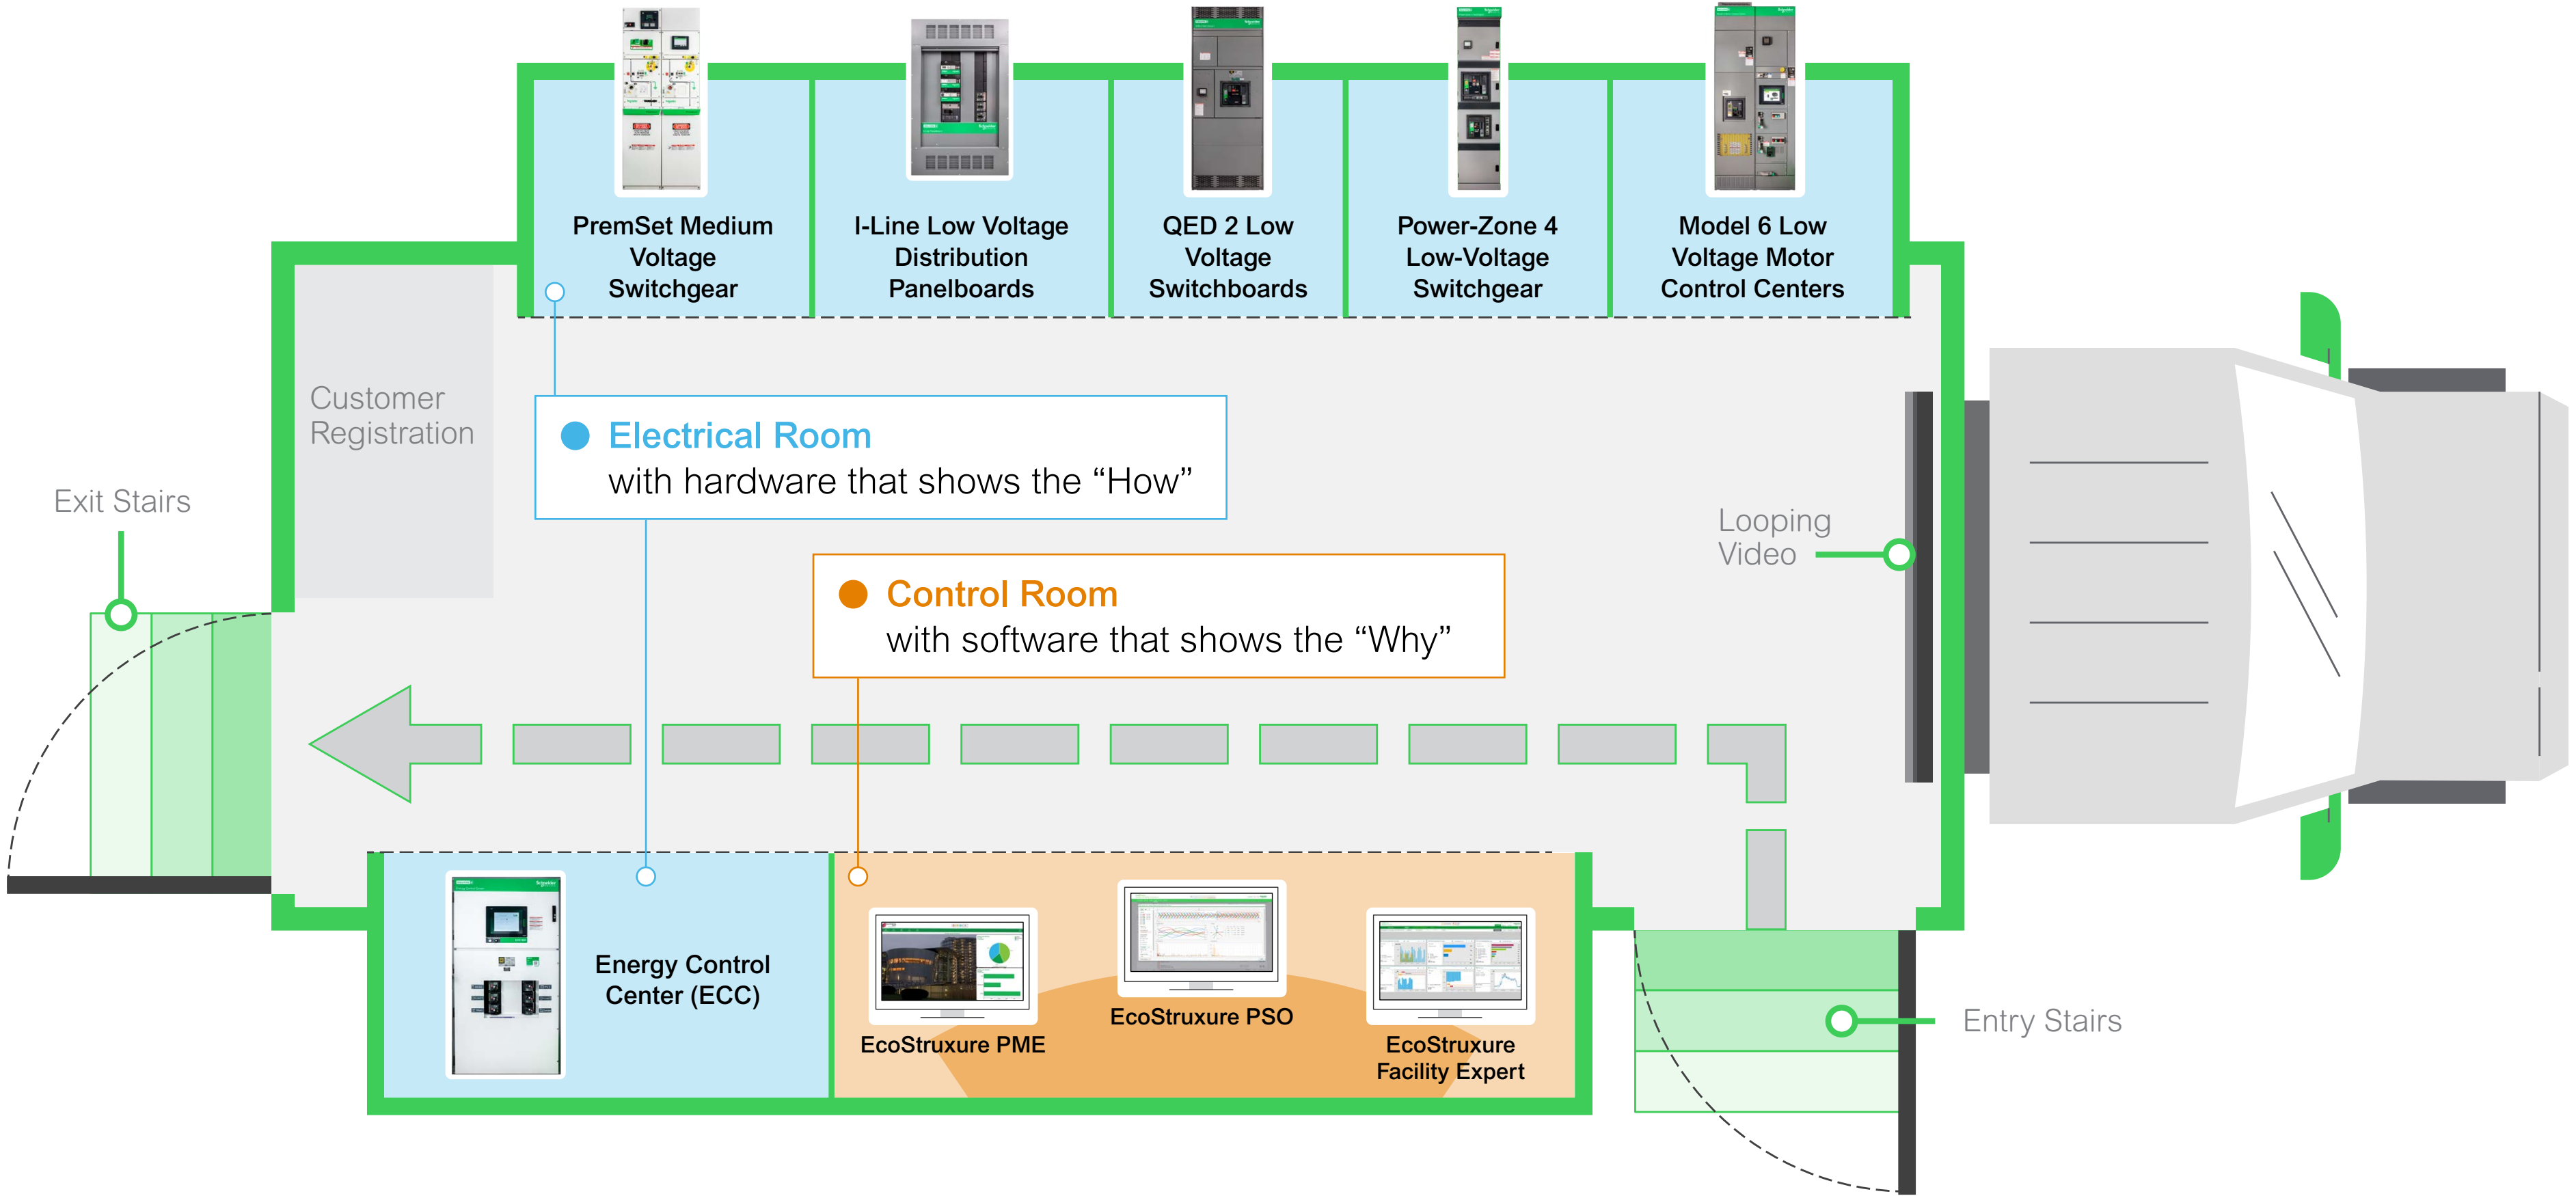 PremSet Medium
Voltage
Switchgear
I-Line Low Voltage
Distribution
Panelboards
QED 2 Low
Voltage
Switchboards
Power-Zone 4
Low-Voltage
Switchgear
Model 6 Low
Voltage Motor
Control Centers
Customer
Registration
Electrical Room
with hardware that shows the “How”
Exit Stairs
Looping
Video
Control Room
with software that shows the “Why”
Energy Control
Center (ECC)
EcoStruxure PME
EcoStruxure PSO
EcoStruxure
Facility Expert
Entry Stairs